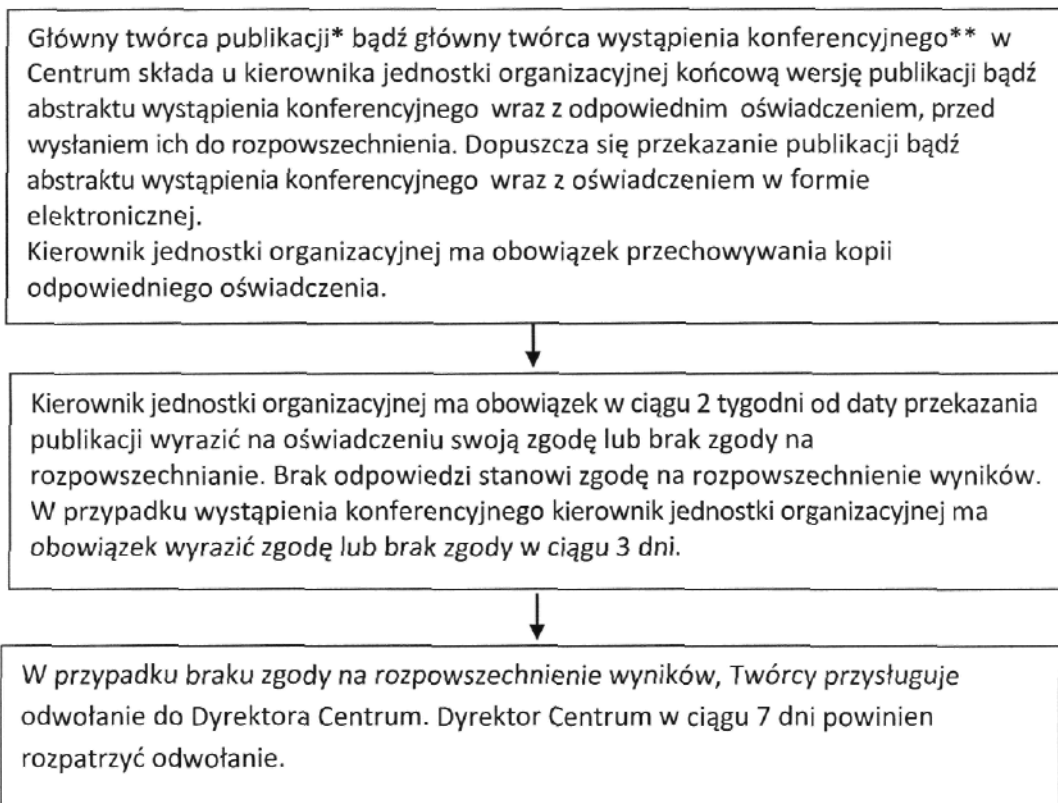 Główny twórca publikacji* bądź główny twórca wystąpienia konferencyjnego** w
Centrum składa u kierownika jednostki organizacyjnej końcową wersję publikacji bądź
abstraktu wystąpienia konferencyjnego wraz z odpowiednim oświadczeniem, przed
wysłaniem ich do rozpowszechnienia. Dopuszcza się przekazanie publikacji bądź
abstraktu wystąpienia konferencyjnego wraz z oświadczeniem w formie
elektronicznej.
Kierownik jednostki organizacyjnej ma obowiązek przechowywania kopii
odpowiedniego oświadczenia.
Kierownik jednostki organizacyjnej ma obowiązek w ciągu 2 tygodni od daty przekazania
publikacji wyrazić na oświadczeniu swoją zgodę lub brak zgody na
rozpowszechnianie. Brak odpowiedzi stanowi zgodę na rozpowszechnienie wyników.
W przypadku wystąpienia konferencyjnego kierownik jednostki organizacyjnej ma
obowiązek wyrazić zgodę lub brak zgody w ciągu 3 dni.
W przypadku braku zgody na rozpowszechnienie wyników, Twórcy przysługuje
odwołanie do Dyrektora Centrum. Dyrektor Centrum w ciągu 7 dni powinien
rozpatrzyć odwołanie.